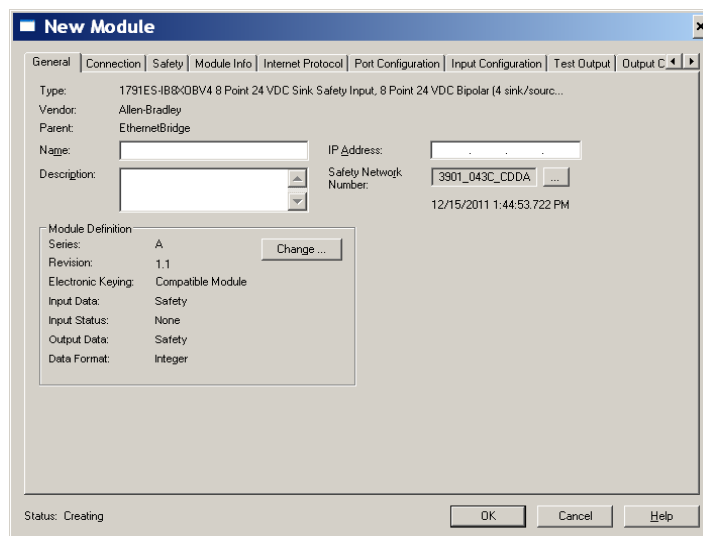 New Module
General Connection Safety Module Info Internet Protocol Port Configuration Input Configuration Test Output Output C
Type: 1791ES-IB8XOBV4 8 Point 24 VDC Sink Safety Input, 8 Point 24 VDC Bipolar (4 sink/sourc...
Vendor: Allen-Bradley
Parent: EthernetBridge
Name: IP Address: . . .
Description: Safety Network Number: 3901_043C_CDDA ...
12/15/2011 1:44:53.722 PM
Module Definition
Series: A Change ...
Revision: 1.1
Electronic Keying: Compatible Module
Input Data: Safety
Input Status: None
Output Data: Safety
Data Format: Integer
Status: Creating OK Cancel Help